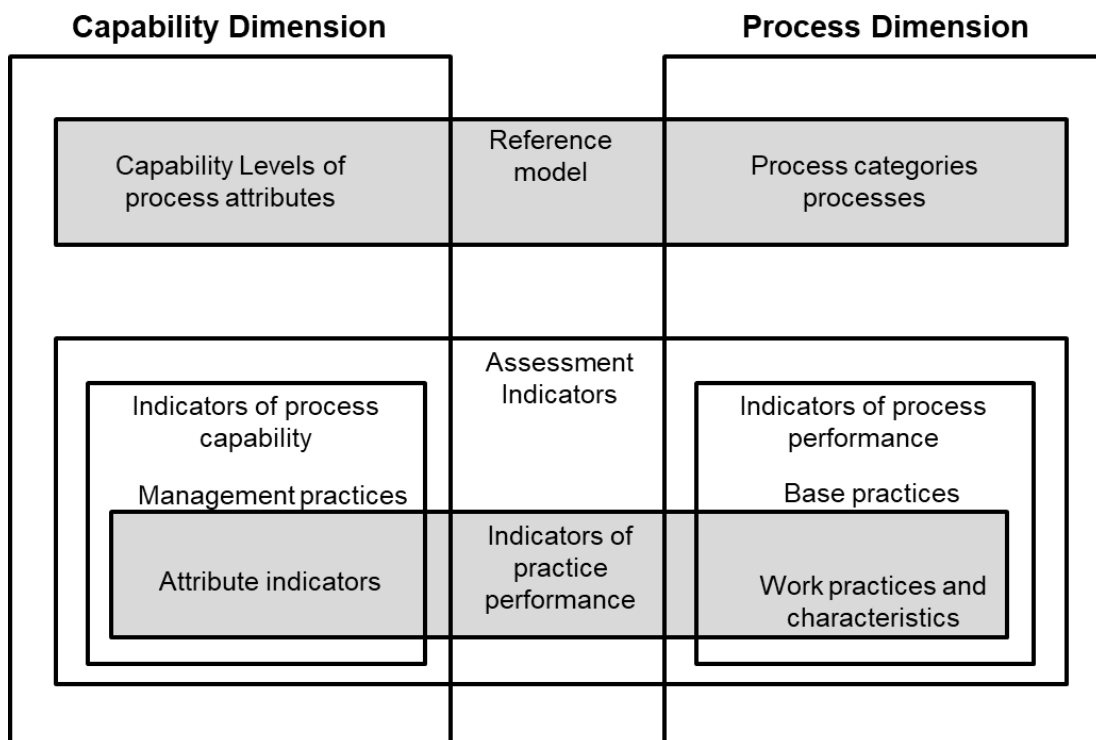 Capability Dimension
Process Dimension
Capability Levels of
process attributes
Reference
model
Process categories
processes
Assessment
Indicators
Indicators of process
capability
Management practices
Indicators of process
performance
Base practices
Attribute indicators
Indicators of
practice
performance
Work practices and
characteristics